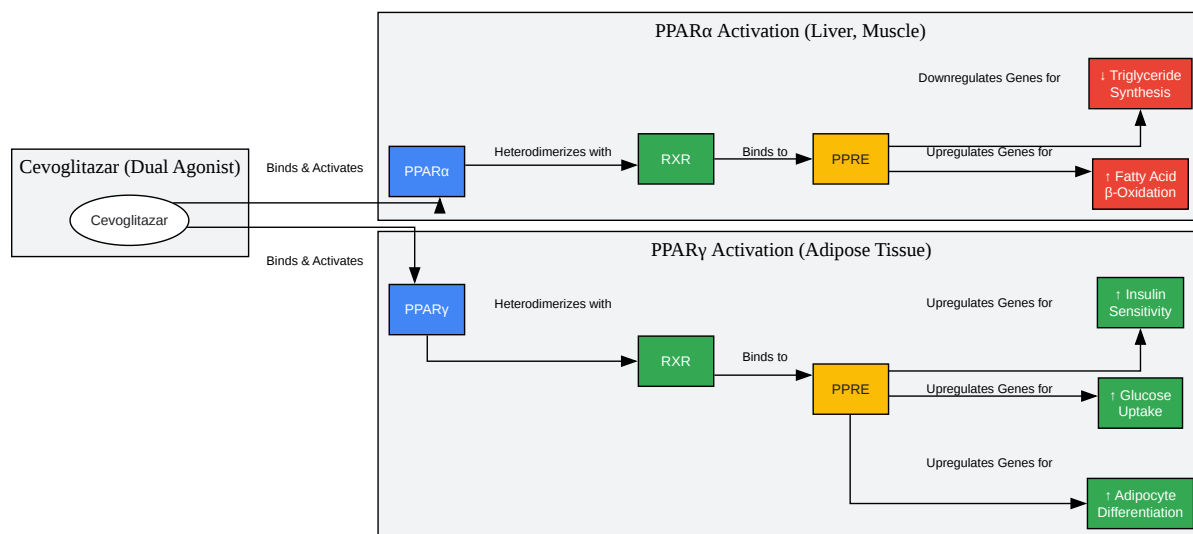 PPARα Activation (Liver, Muscle)
Downregulates Genes for
↓ Triglyceride
Synthesis
Cevoglitazar (Dual Agonist)
Binds & Activates
PPARα
Heterodimerizes with
RXR
Binds to
PPRE
Upregulates Genes for
↑ Fatty Acid
β-Oxidation
Cevoglitazar
Binds & Activates
PPARγ Activation (Adipose Tissue)
PPARγ
Heterodimerizes with
RXR
Binds to
PPRE
Upregulates Genes for
↑ Insulin
Sensitivity
Upregulates Genes for
↑ Glucose
Uptake
Upregulates Genes for
↑ Adipocyte
Differentiation